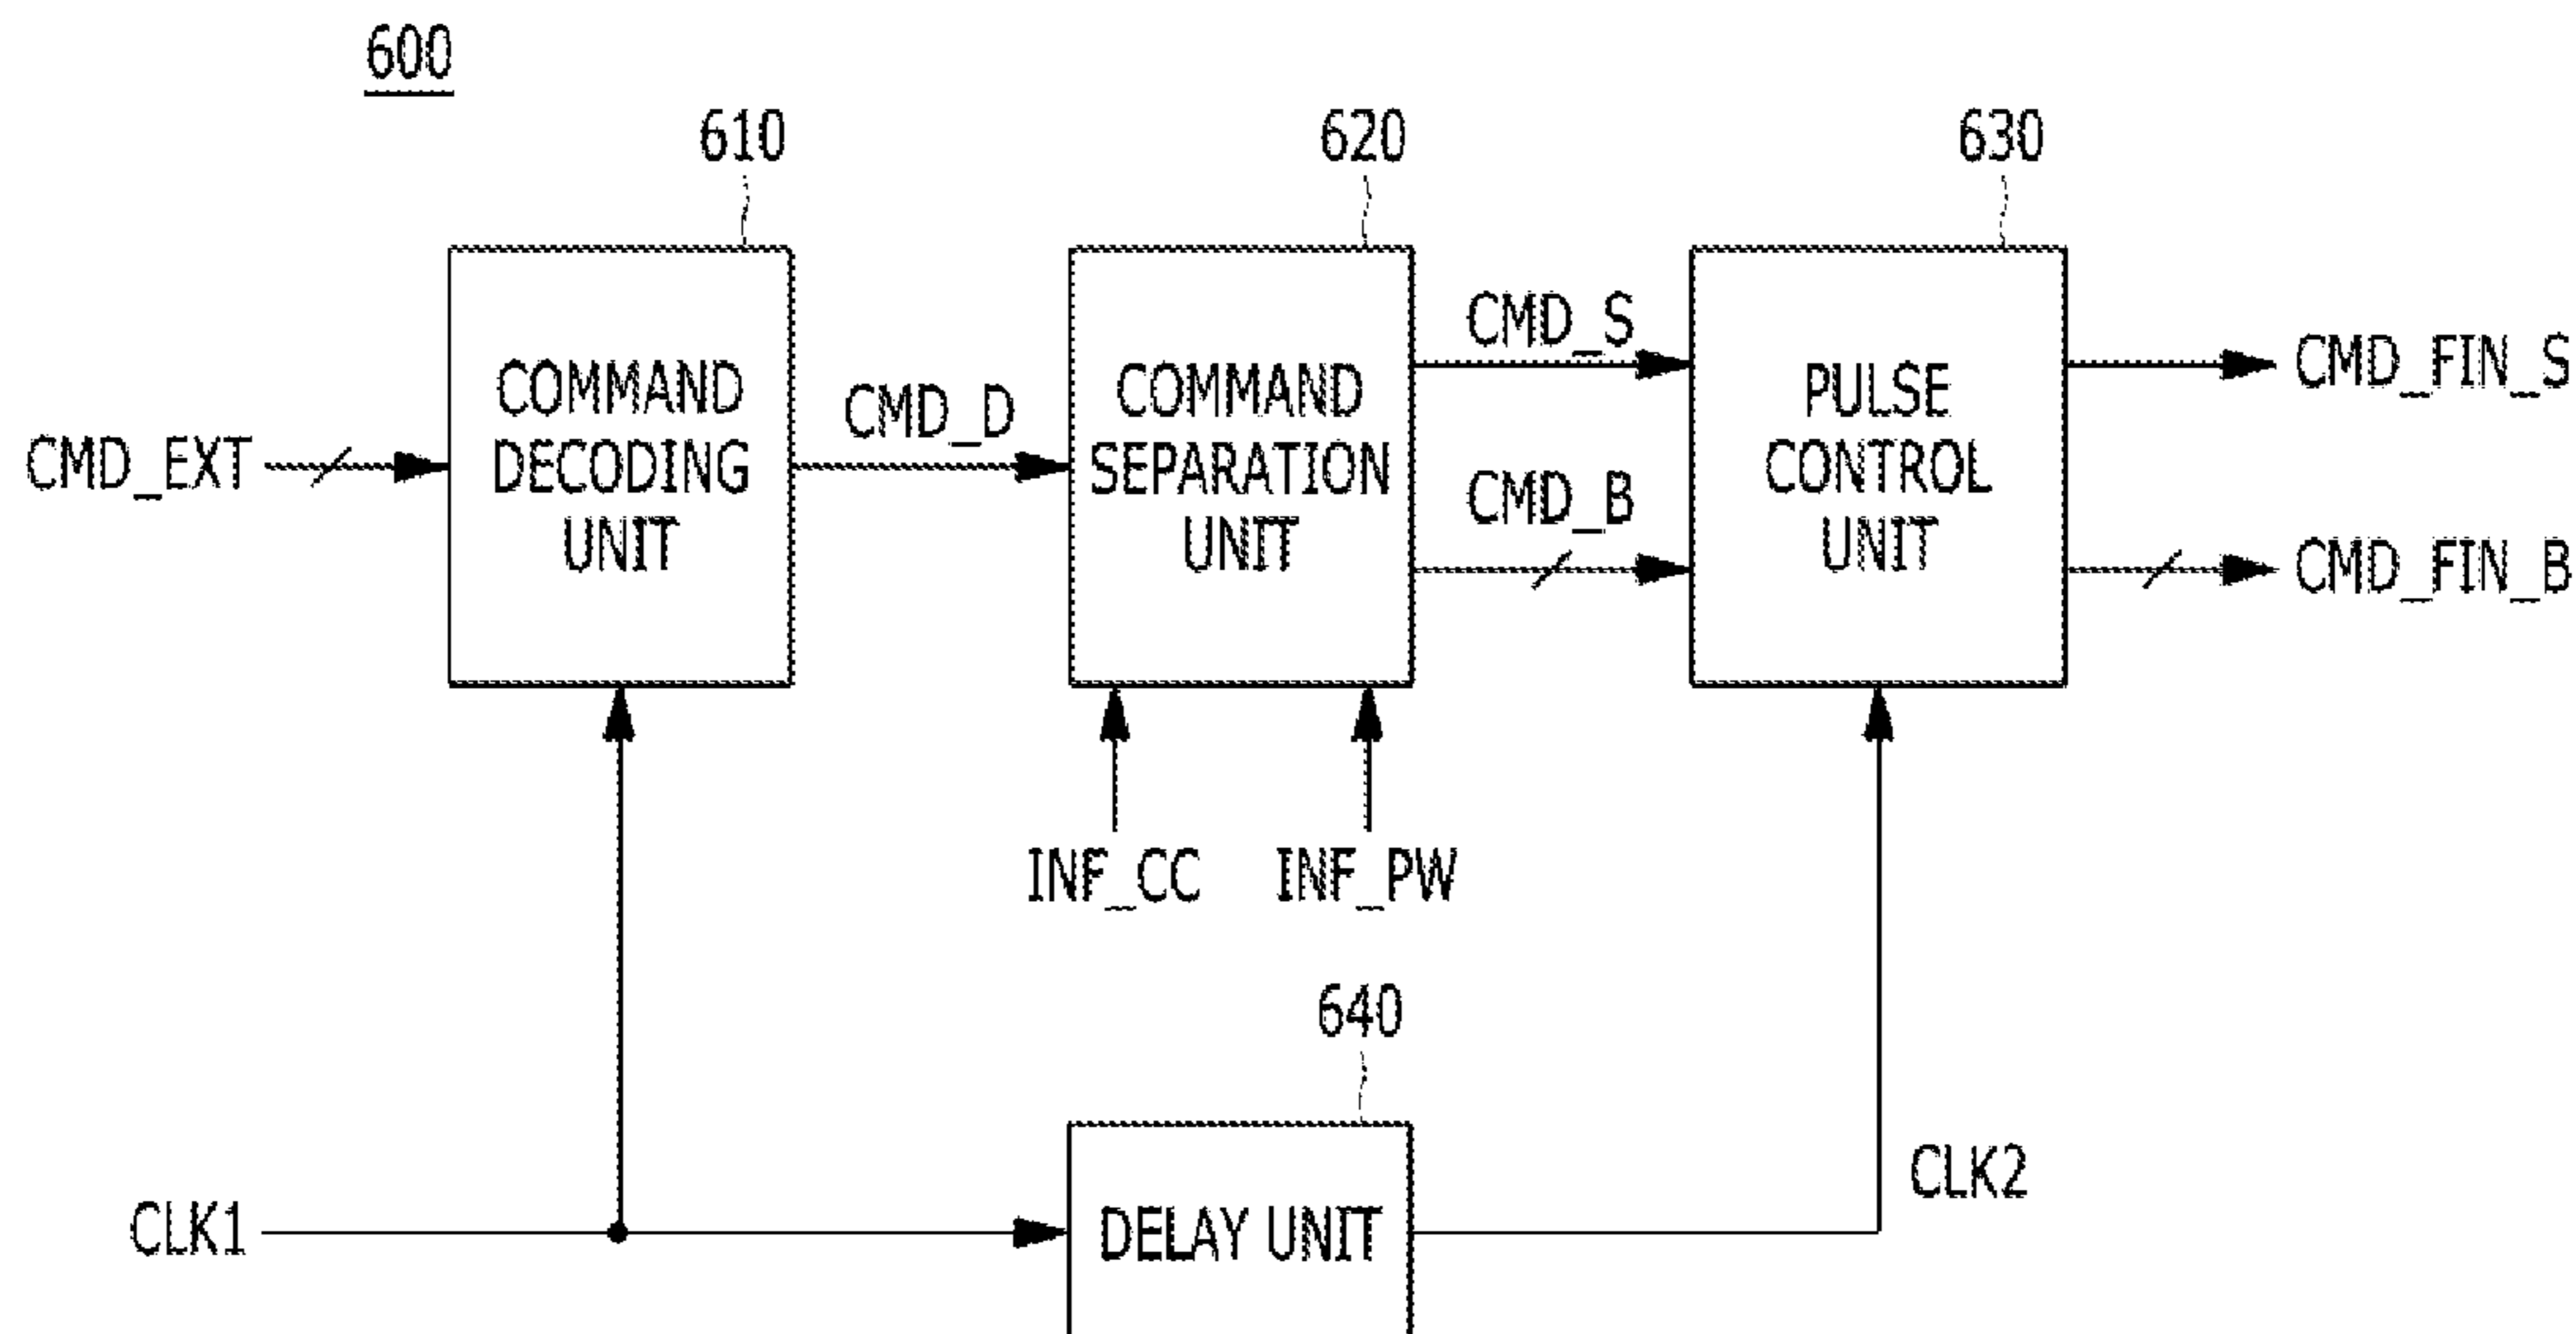 600
610
620
630
CMD_EXT
COMMAND
DECODING
UNIT
CMD_D
COMMAND
SEPARATION
UNIT
CMD_S
CMD_B
PULSE
CONTROL
UNIT
CMD_FIN_S
CMD_FIN_B
INF_CC
INF_PW
640
CLK1
DELAY UNIT
CLK2